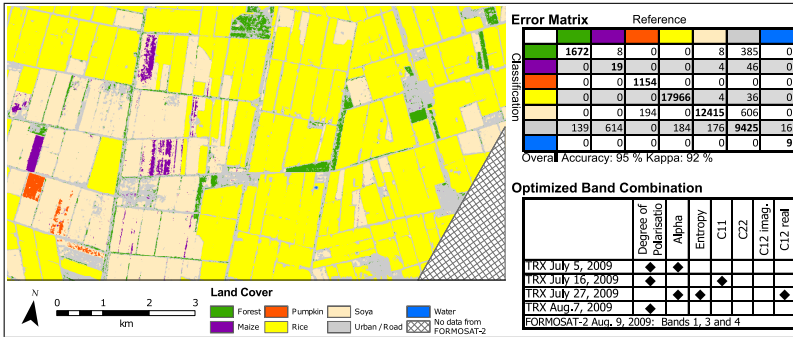 Error Matrix
Reference
Classification
1672 8 0 0 8 385 0
0 19 0 0 4 46 0
0 0 1154 0 0 0 0
0 0 0 17966 4 36 0
0 0 194 0 12415 606 0
139 614 0 184 176 9425 16
0 0 0 0 0 0 9
Overal Accuracy: 95 % Kappa: 92 %
Optimized Band Combination
Degree of Polarisatio
Alpha
Entropy
C11
C22
C12 imag.
C12 real
TRX July 5, 2009
TRX July 16, 2009
TRX July 27, 2009
TRX Aug.7, 2009
FORMOSAT-2 Aug. 9, 2009: Bands 1, 3 and 4
N
0 1 2 3
km
Land Cover
Forest Pumpkin Soya Water
Maize Rice Urban / Road No data from FORMOSAT-2